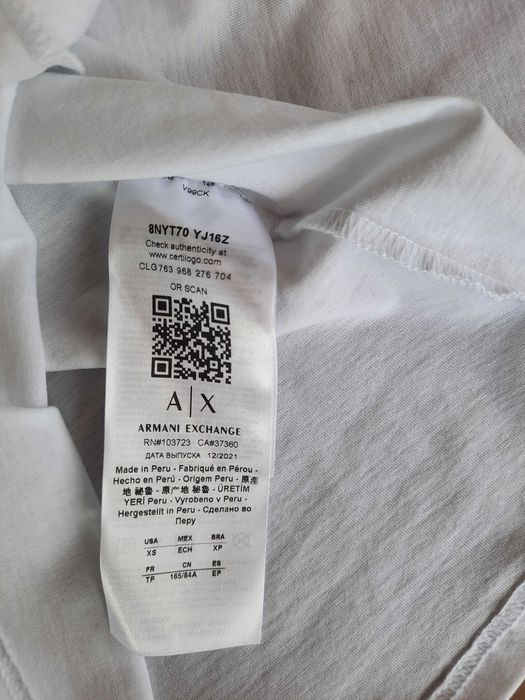 8NYT70 YJ16Z
Check authenticity at
www.certilogo.com
CLG763 968 276 704
OR SCAN
A|X
ARMANI EXCHANGE
RN#103723 CA#37360
ДАТА ВЫПУСКА 12/2021
Made in Peru - Fabriqué en Pérou -
Hecho en Perú - Origem Peru - 原產
地 秘魯 - 原产地 秘鲁 - ÜRETİM
YERİ Peru - Vyrobeno v Peru -
Hergestellt in Peru - Сделано во
Перу
USA MEX BRA
XS ECH XP
FR CN ES
TP 165/84A EP